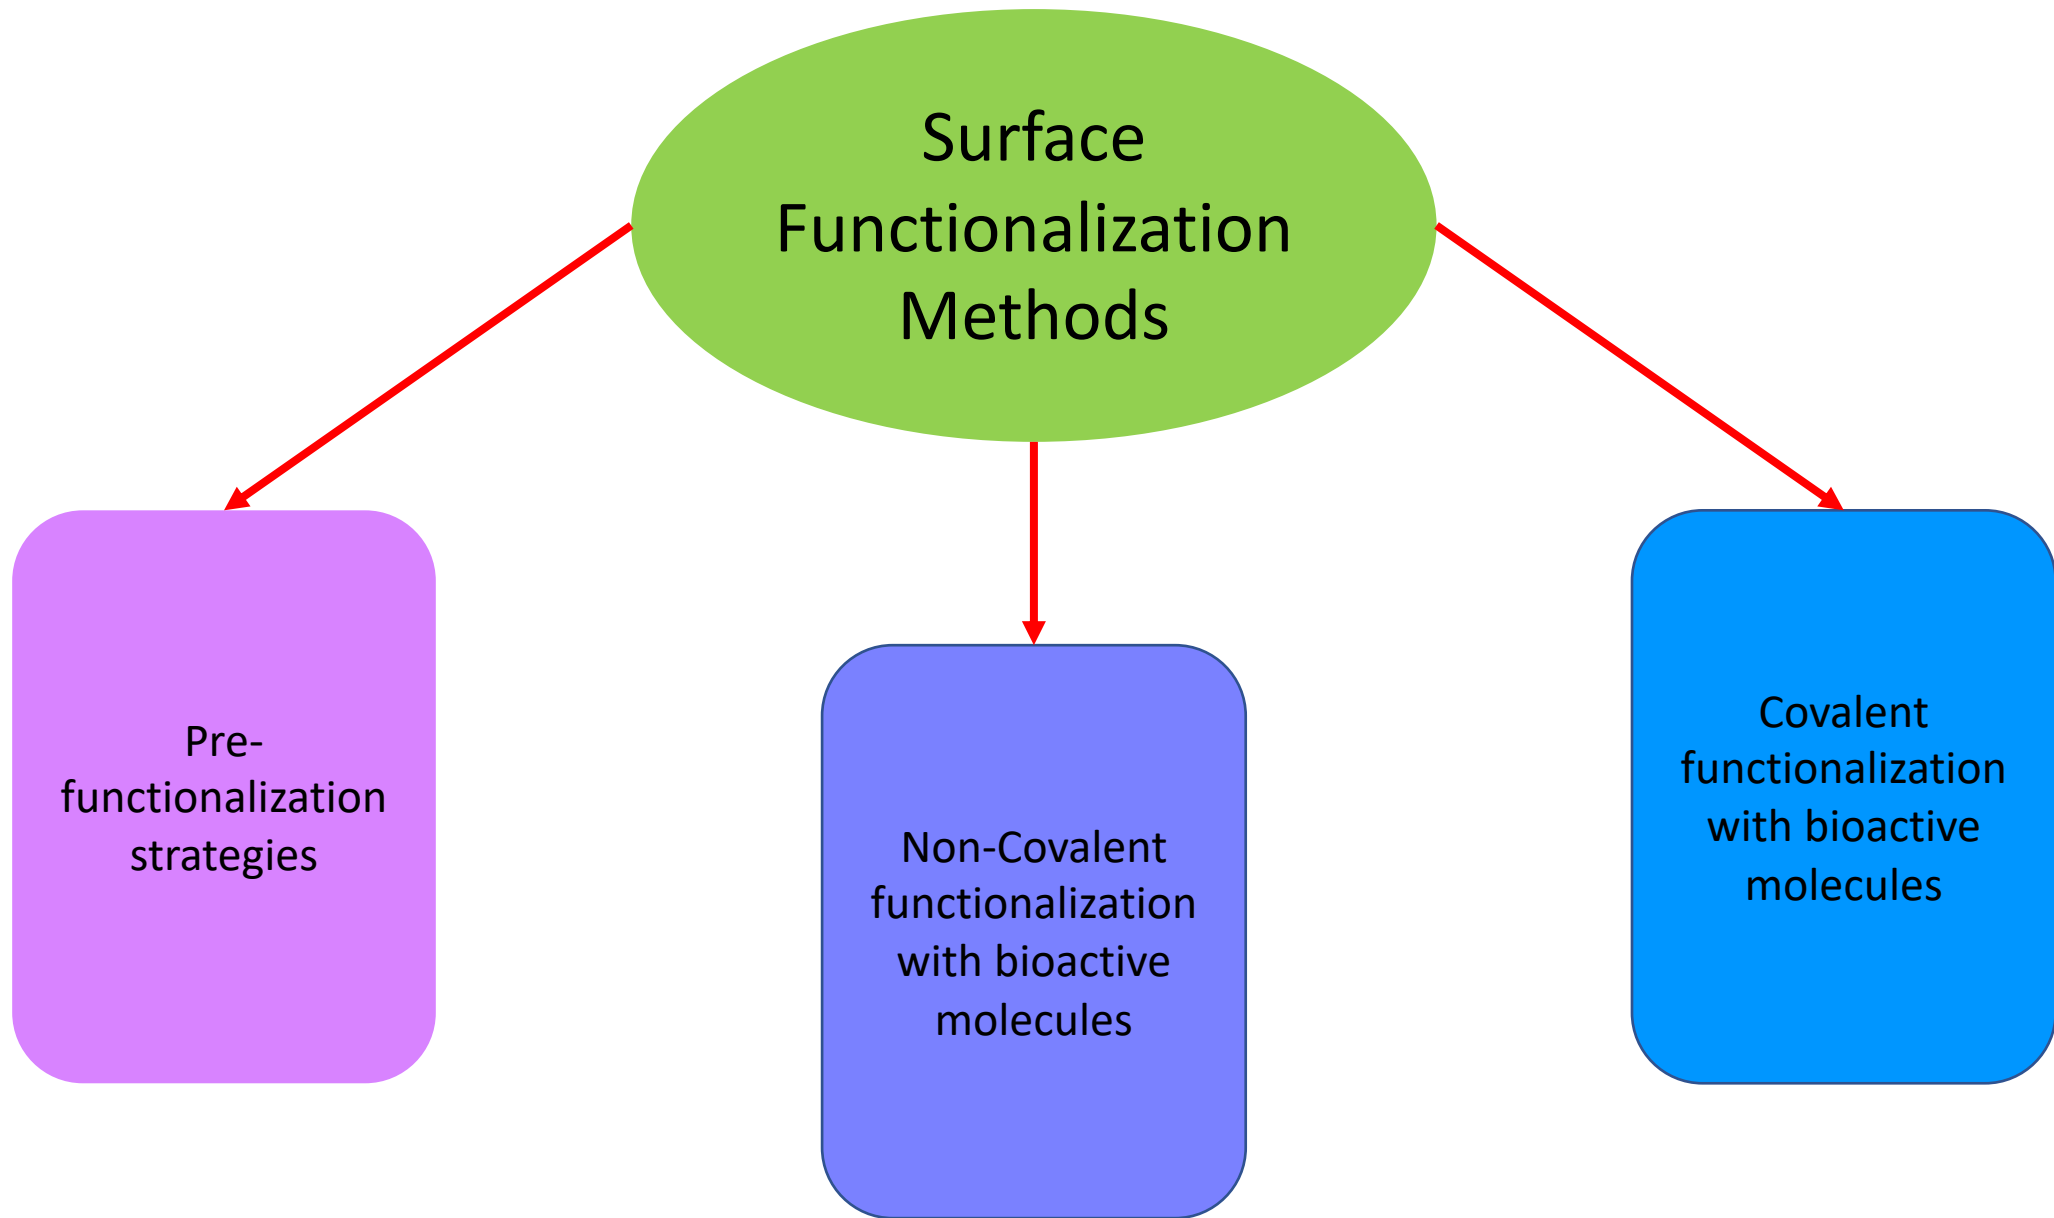 Surface
Functionalization
Methods
Pre-
functionalization
strategies
Non-Covalent
functionalization
with bioactive
molecules
Covalent
functionalization
with bioactive
molecules